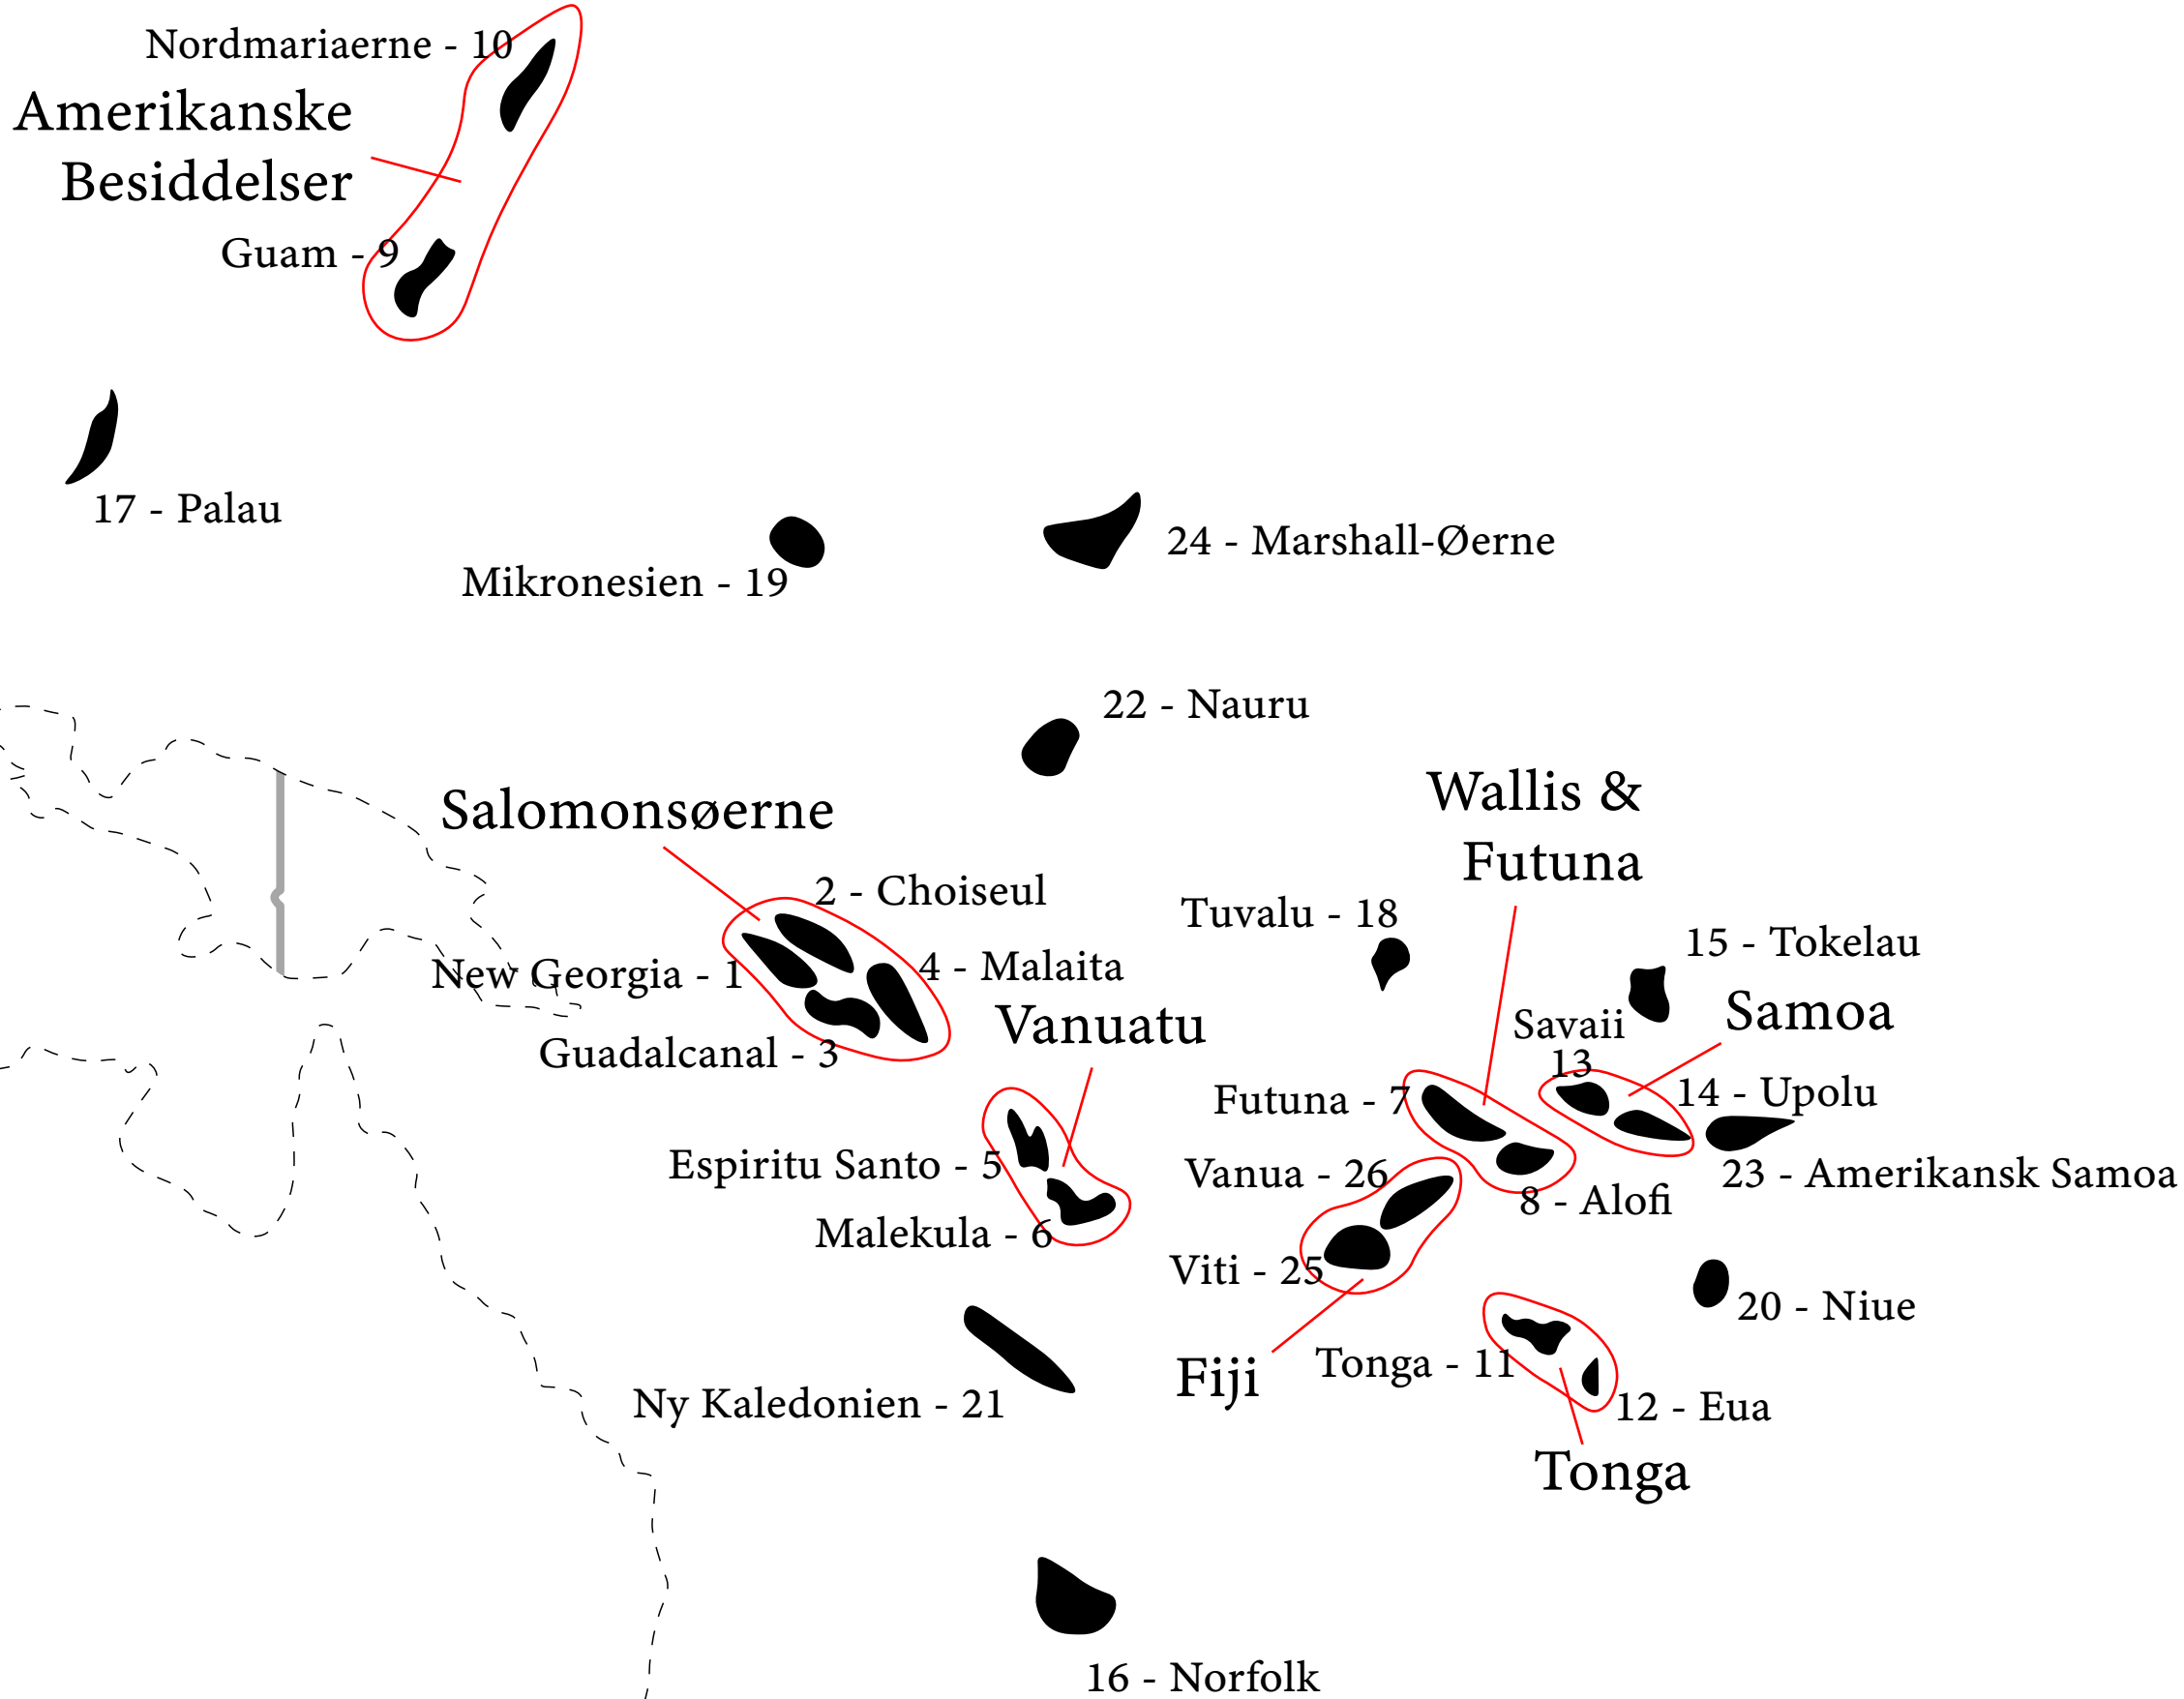 Nordmariaerne - 10
Amerikanske
Besiddelser
Guam - 9
17 - Palau
24 - Marshall-Øerne
Mikronesien - 19
22 - Nauru
Wallis &
Futuna
Salomonsøerne
2 - Choiseul
Tuvalu - 18
15 - Tokelau
New Georgia - 1
4 - Malaita
Samoa
Vanuatu
Savaii
13
Guadalcanal - 3
14 - Upolu
Futuna - 7
Espiritu Santo - 5
Vanua - 26
23 - Amerikansk Samoa
8 - Alofi
Malekula - 6
Viti - 25
20 - Niue
Fiji
Tonga - 11
Ny Kaledonien - 21
12 - Eua
Tonga
16 - Norfolk